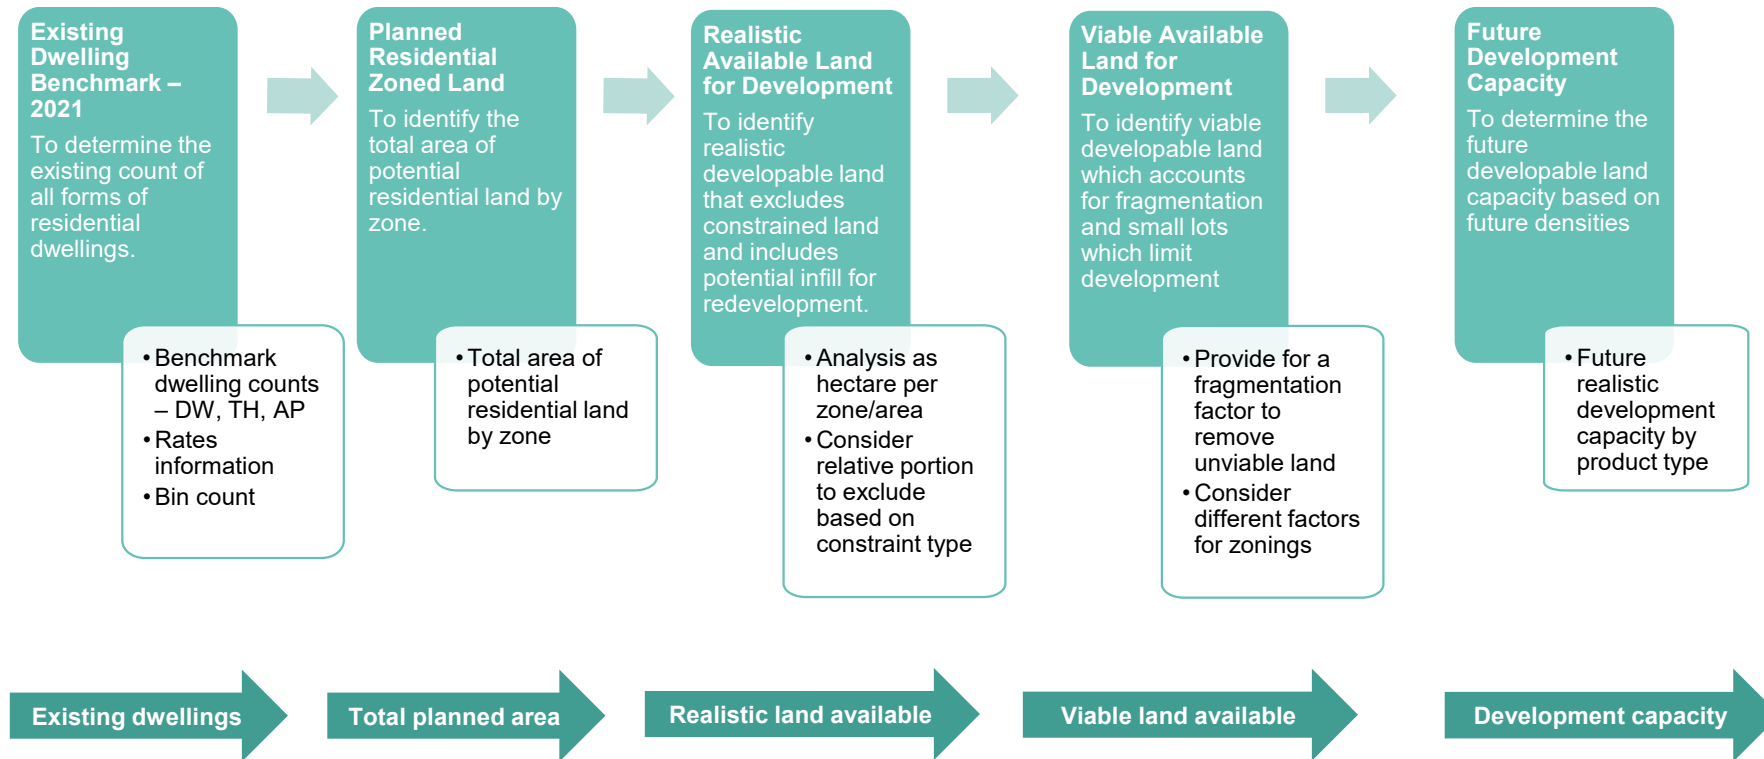 Existing
Dwelling
Benchmark –
2021
To determine the
existing count of
all forms of
residential
dwellings.
• Benchmark
dwelling counts
– DW, TH, AP
• Rates
information
• Bin count
Planned
Residential
Zoned Land
To identify the
total area of
potential
residential land by
zone.
• Total area of
potential
residential land
by zone
Realistic
Available Land
for Development
To identify
realistic
developable land
that excludes
constrained land
and includes
potential infill for
redevelopment.
• Analysis as
hectare per
zone/area
• Consider
relative portion
to exclude
based on
constraint type
Viable Available
Land for
Development
To identify viable
developable land
which accounts
for fragmentation
and small lots
which limit
development
• Provide for a
fragmentation
factor to
remove
unviable land
• Consider
different factors
for zonings
Future
Development
Capacity
To determine the
future
developable land
capacity based on
future densities
• Future
realistic
development
capacity by
product type
Existing dwellings
Total planned area
Realistic land available
Viable land available
Development capacity